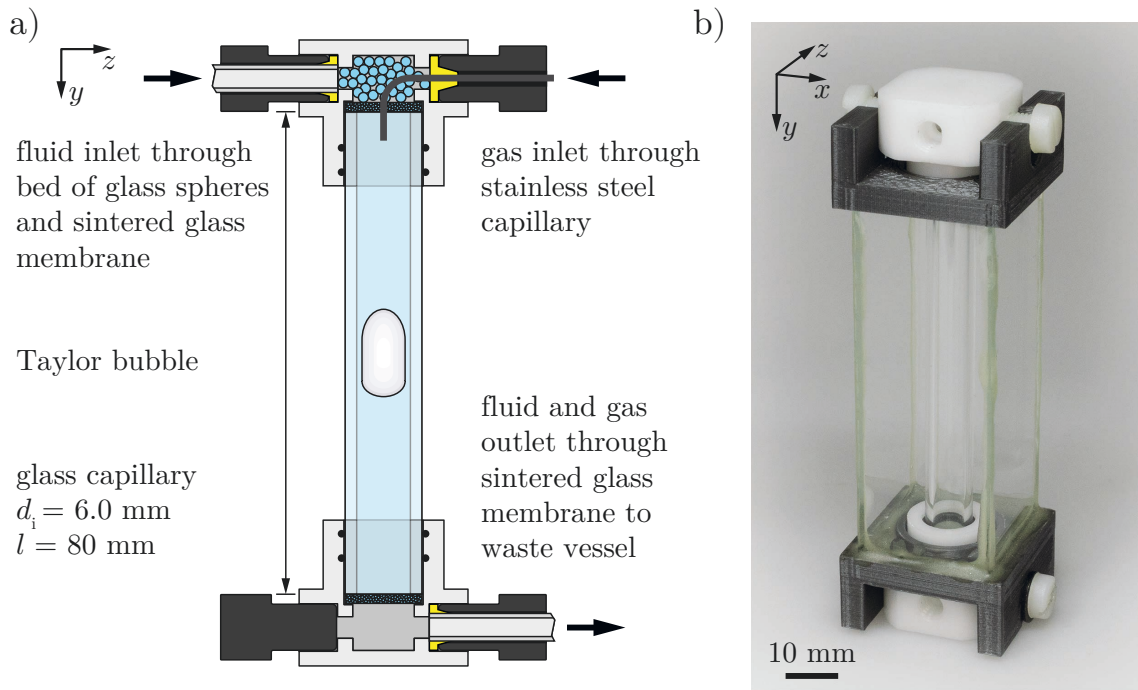 a)
z
y
fluid inlet through
bed of glass spheres
and sintered glass
membrane
gas inlet through
stainless steel
capillary
Taylor bubble
glass capillary
dᵢ = 6.0 mm
l = 80 mm
fluid and gas
outlet through
sintered glass
membrane to
waste vessel
b)
z
x
y
10 mm